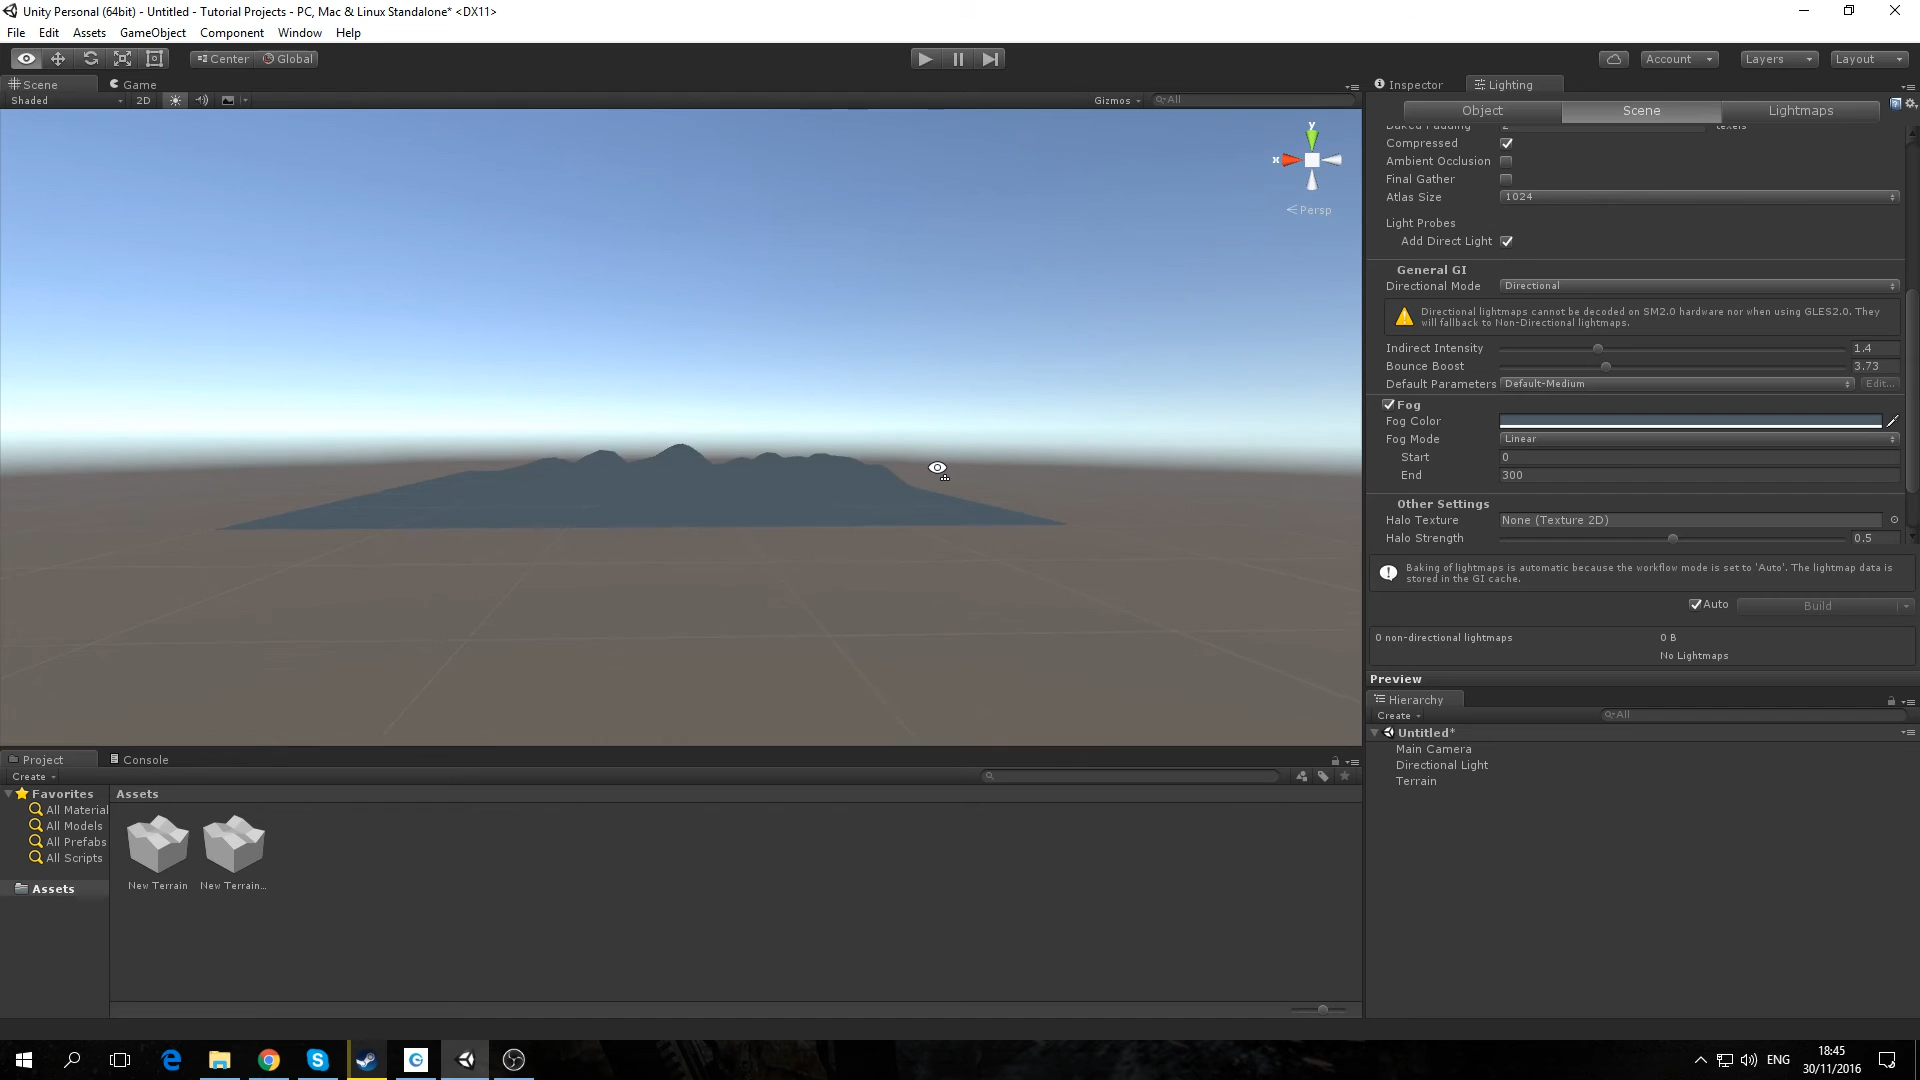 Unity Personal (64bit) - Untitled - Tutorial Projects - PC, Mac & Linux Standalone* <DX11>
File Edit Assets GameObject Component Window Help
Center Global
Account Layers Layout
Scene Game
Shaded 2D Gizmos All
y
x
Persp
Inspector Lighting
Object Scene Lightmaps
Baked Padding 2 texels
Compressed
Ambient Occlusion
Final Gather
Atlas Size 1024
Light Probes
Add Direct Light
General GI
Directional Mode Directional
Directional lightmaps cannot be decoded on SM2.0 hardware nor when using GLES2.0. They
will fallback to Non-Directional lightmaps.
Indirect Intensity 1.4
Bounce Boost 3.73
Default Parameters Default-Medium Edit...
Fog
Fog Color
Fog Mode Linear
Start 0
End 300
Other Settings
Halo Texture None (Texture 2D)
Halo Strength 0.5
Baking of lightmaps is automatic because the workflow mode is set to 'Auto'. The lightmap data is
stored in the GI cache.
Auto Build
0 non-directional lightmaps 0 B
No Lightmaps
Preview
Hierarchy
Create All
Untitled*
Main Camera
Directional Light
Terrain
Project Console
Create
Favorites
All Material
All Models
All Prefabs
All Scripts
Assets
Assets
New Terrain New Terrain...
ENG
18:45
30/11/2016